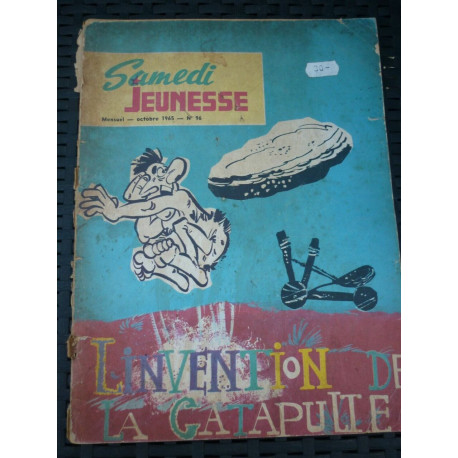 Samedi
JEUNESSE
Mensuel — octobre 1965 — N° 96
L'INVENTION DE
LA CATAPULTE